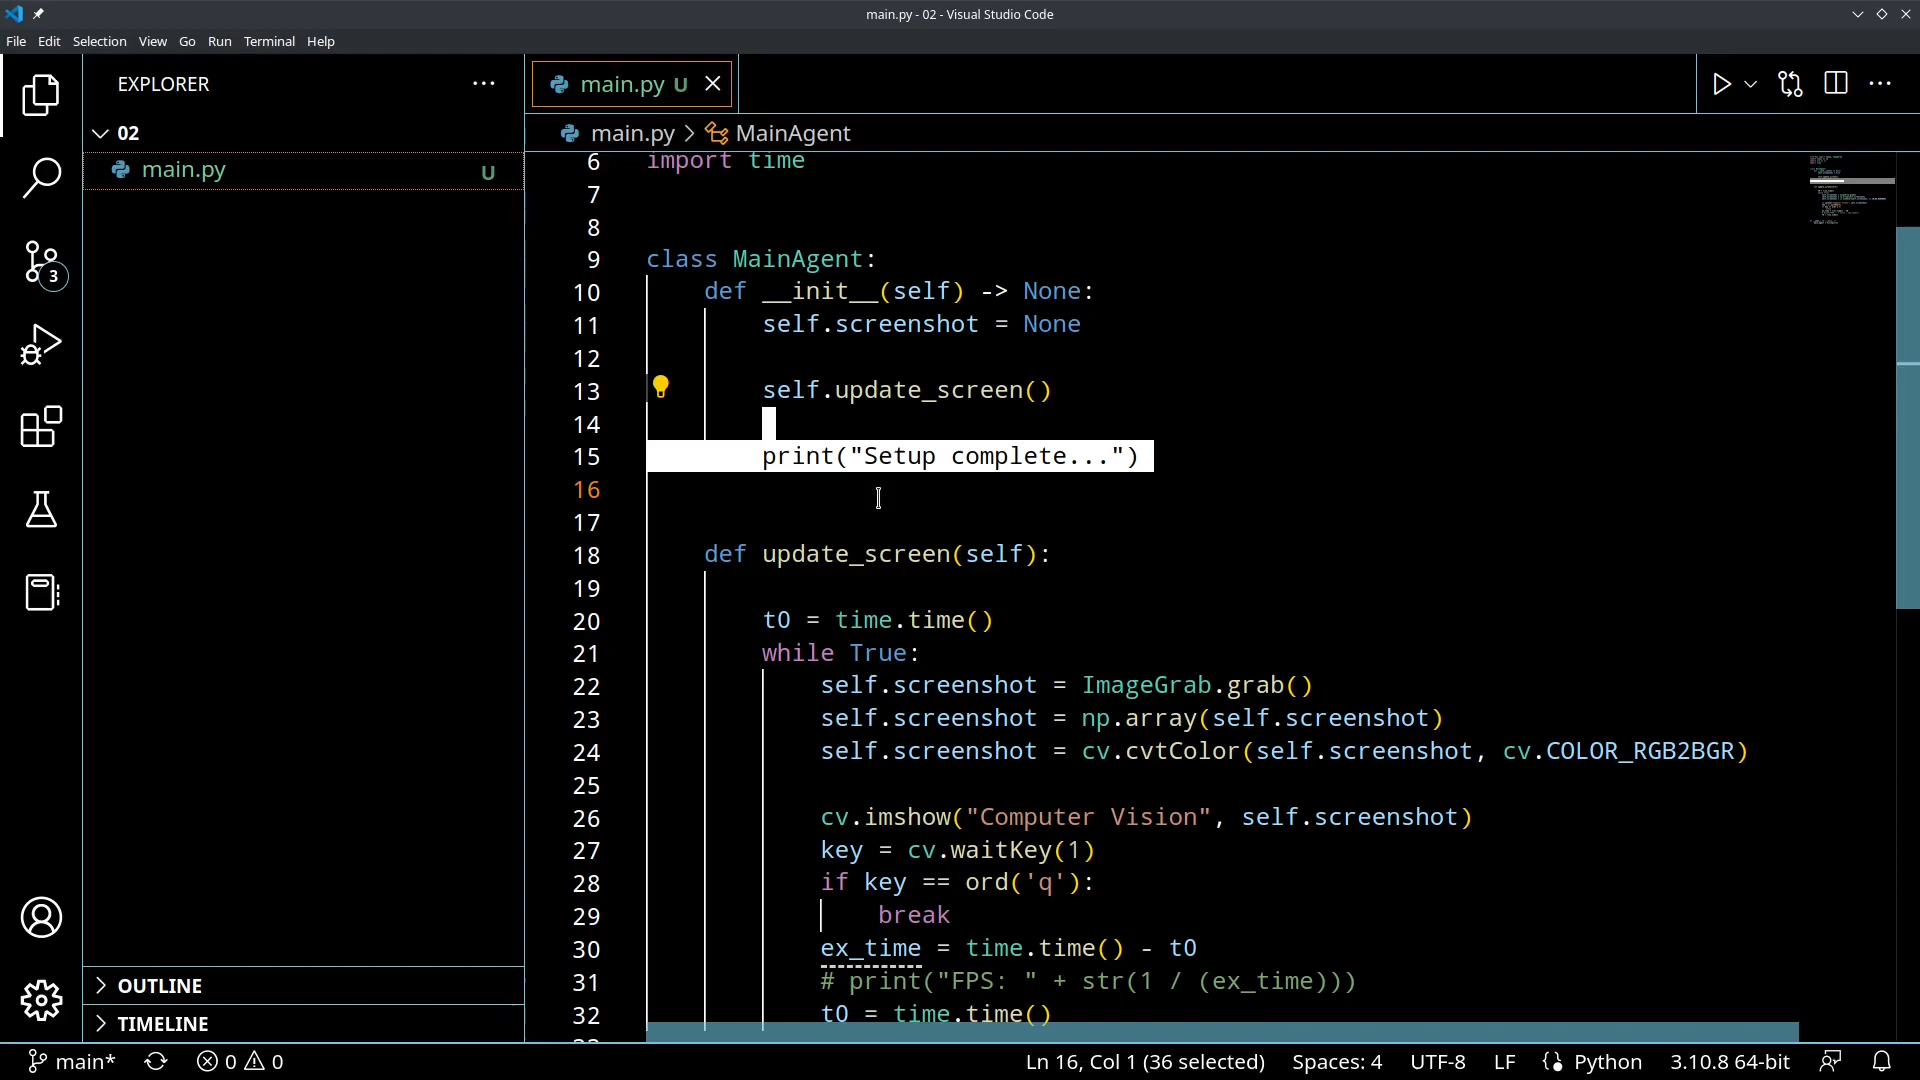 main.py - 02 - Visual Studio Code
File Edit Selection View Go Run Terminal Help
EXPLORER
02
main.py U
OUTLINE
TIMELINE
3
main.py U
main.py > MainAgent
6 import time
7
8
9 class MainAgent:
10 def __init__(self) -> None:
11 self.screenshot = None
12
13 self.update_screen()
14
15 print("Setup complete...")
16
17
18 def update_screen(self):
19
20 t0 = time.time()
21 while True:
22 self.screenshot = ImageGrab.grab()
23 self.screenshot = np.array(self.screenshot)
24 self.screenshot = cv.cvtColor(self.screenshot, cv.COLOR_RGB2BGR)
25
26 cv.imshow("Computer Vision", self.screenshot)
27 key = cv.waitKey(1)
28 if key == ord('q'):
29 break
30 ex_time = time.time() - t0
31 # print("FPS: " + str(1 / (ex_time)))
32 t0 = time.time()
main* 0 0 Ln 16, Col 1 (36 selected) Spaces: 4 UTF-8 LF Python 3.10.8 64-bit